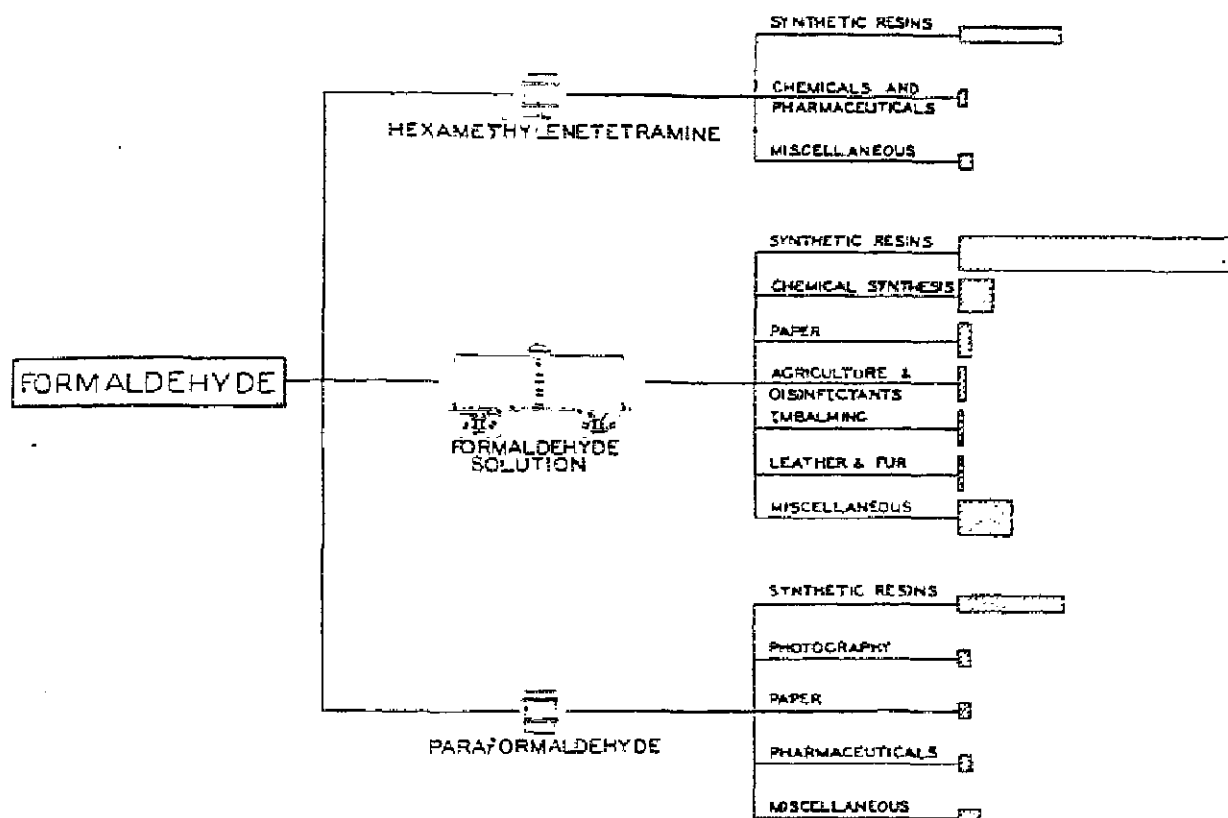 SYNTHETIC RESINS
CHEMICALS AND
PHARMACEUTICALS
HEXAMETHYLENETETRAMINE
MISCELLANEOUS
SYNTHETIC RESINS
CHEMICAL SYNTHESIS
PAPER
FORMALDEHYDE
AGRICULTURE &
DISINFECTANTS
EMBALMING
FORMALDEHYDE
SOLUTION
LEATHER & FUR
MISCELLANEOUS
SYNTHETIC RESINS
PHOTOGRAPHY
PAPER
PARAFORMALDEHYDE
PHARMACEUTICALS
MISCELLANEOUS